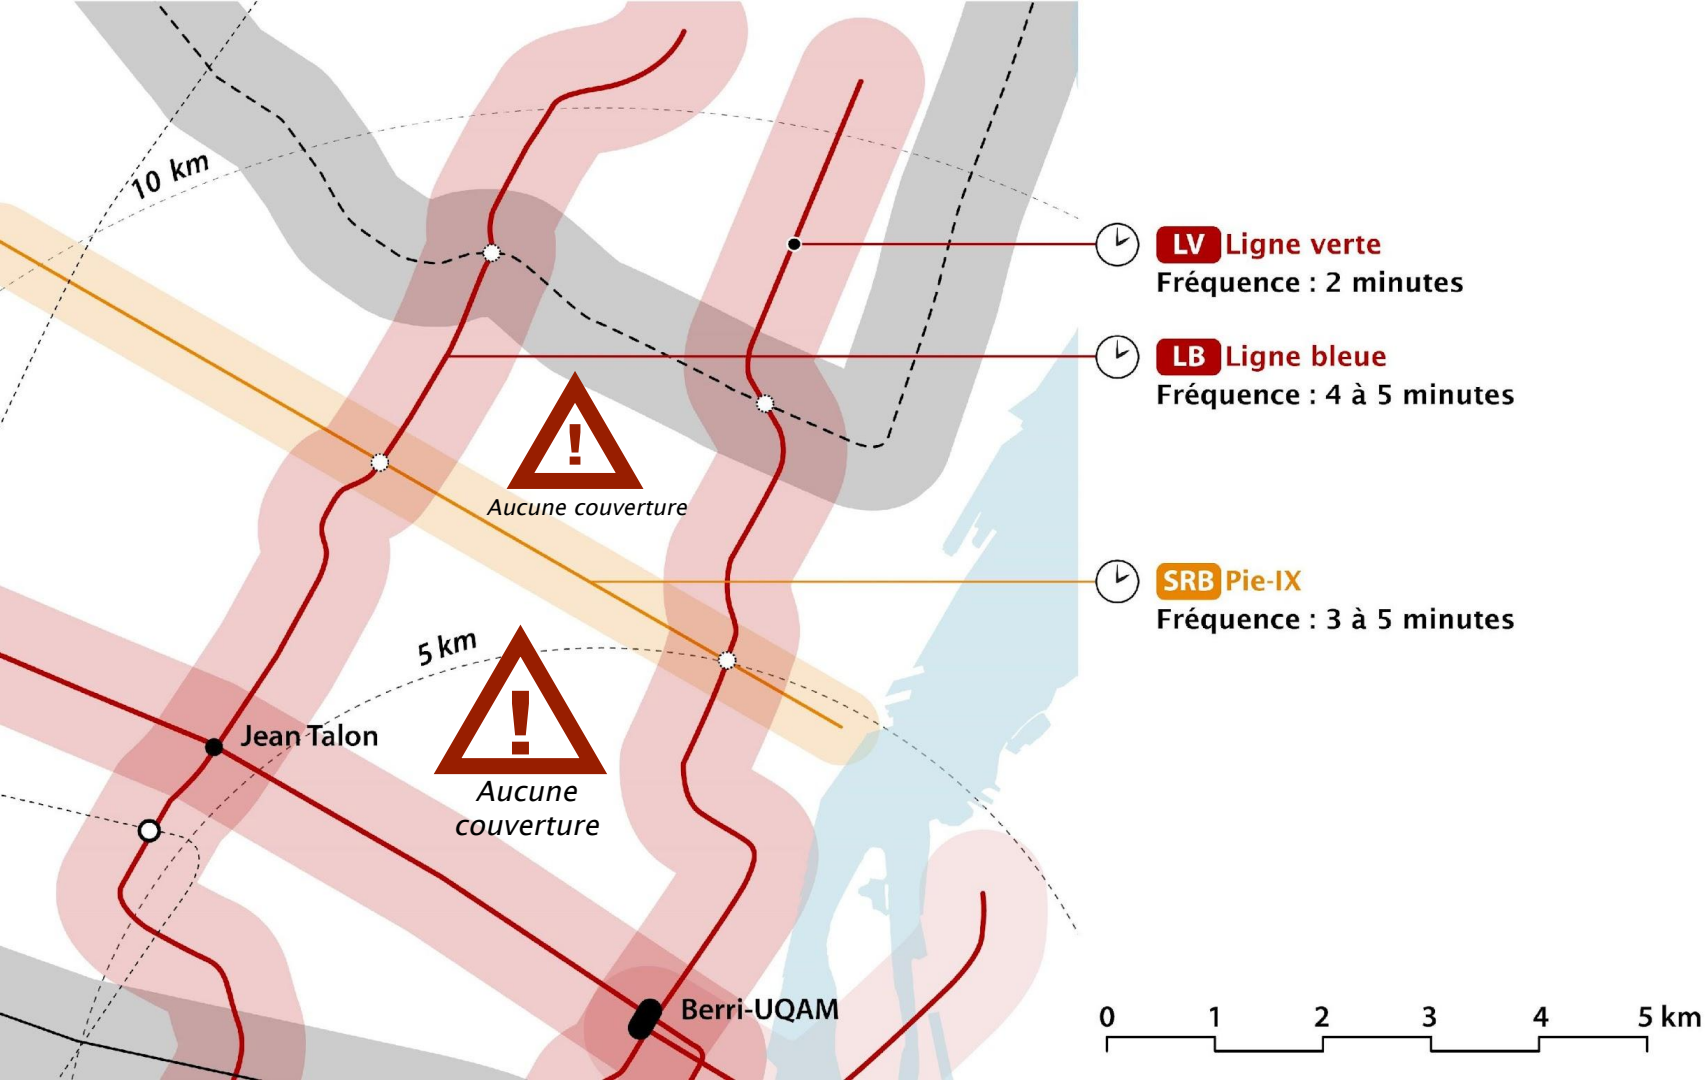 10 km
LV Ligne verte
Fréquence : 2 minutes
LB Ligne bleue
Fréquence : 4 à 5 minutes
!
Aucune couverture
SRB Pie-IX
Fréquence : 3 à 5 minutes
5 km
!
Jean Talon
Aucune
couverture
Berri-UQAM
0 1 2 3 4 5 km